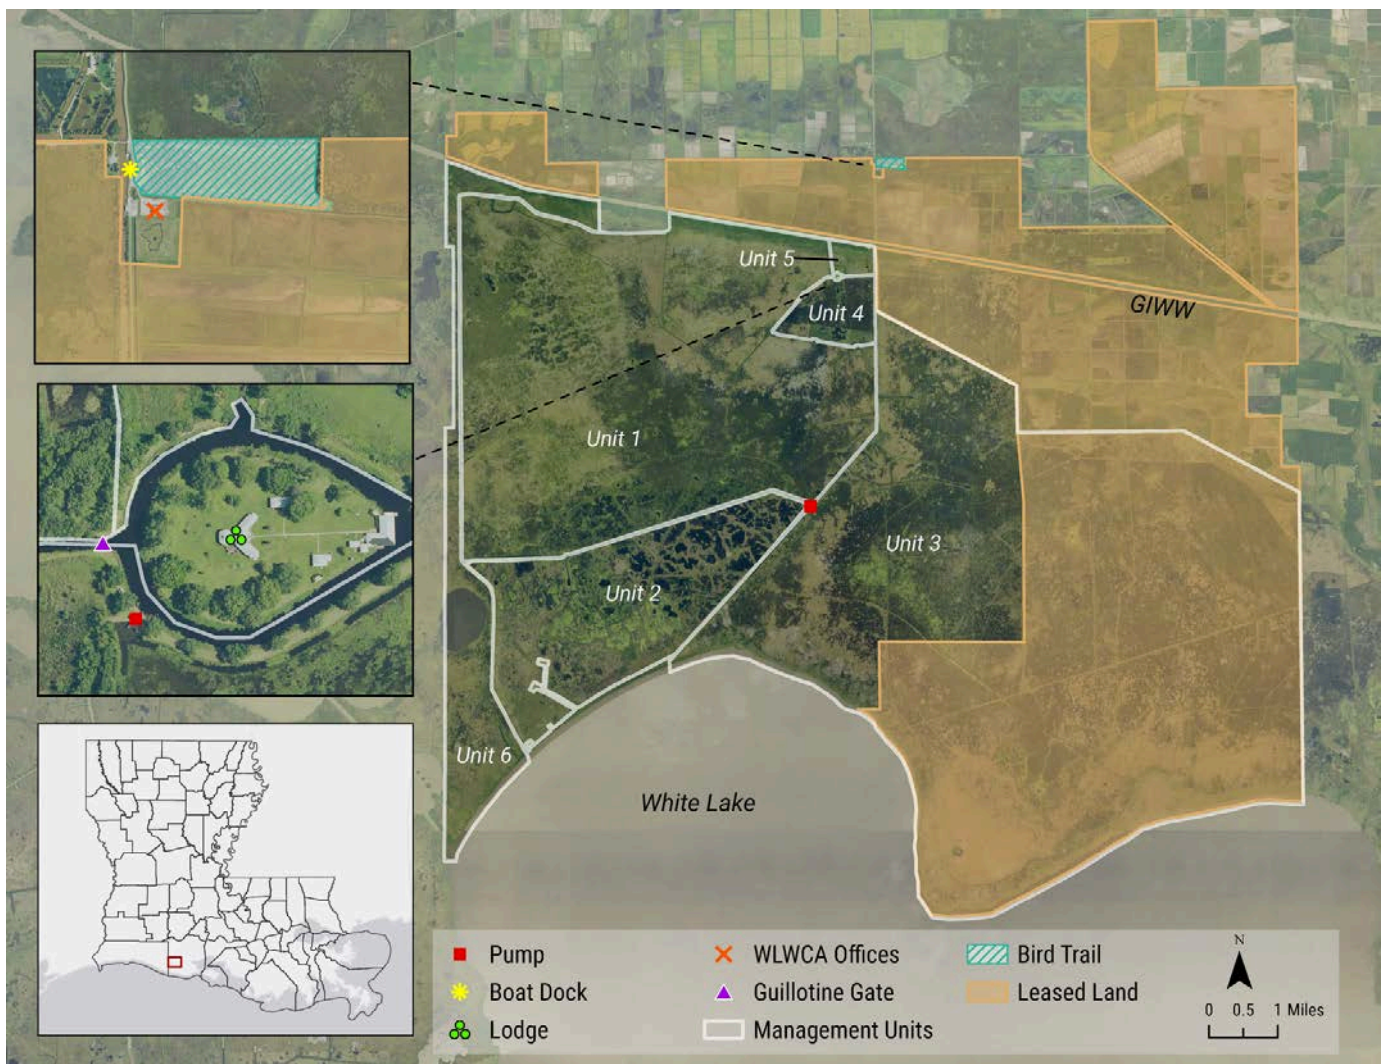 Unit 5
Unit 4
GIWW
Unit 1
Unit 3
Unit 2
Unit 6
White Lake
Pump
Boat Dock
Lodge
WLWCA Offices
Guillotine Gate
Management Units
Bird Trail
Leased Land
N
0 0.5 1 Miles